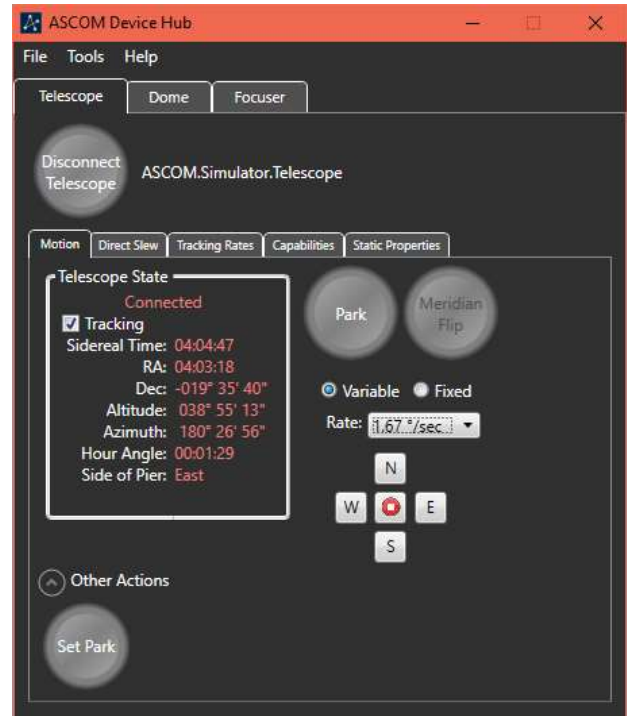 ASCOM Device Hub
File Tools Help
Telescope Dome Focuser
Disconnect
Telescope
ASCOM.Simulator.Telescope
Motion Direct Slew Tracking Rates Capabilities Static Properties
Telescope State
Connected
Tracking
Sidereal Time: 04:04:47
RA: 04:03:18
Dec: -019° 35' 40"
Altitude: 038° 55' 13"
Azimuth: 180° 26' 56"
Hour Angle: 00:01:29
Side of Pier: East
Park
Meridian
Flip
Variable Fixed
Rate: 1.67 °/sec
N
W E
S
Other Actions
Set Park